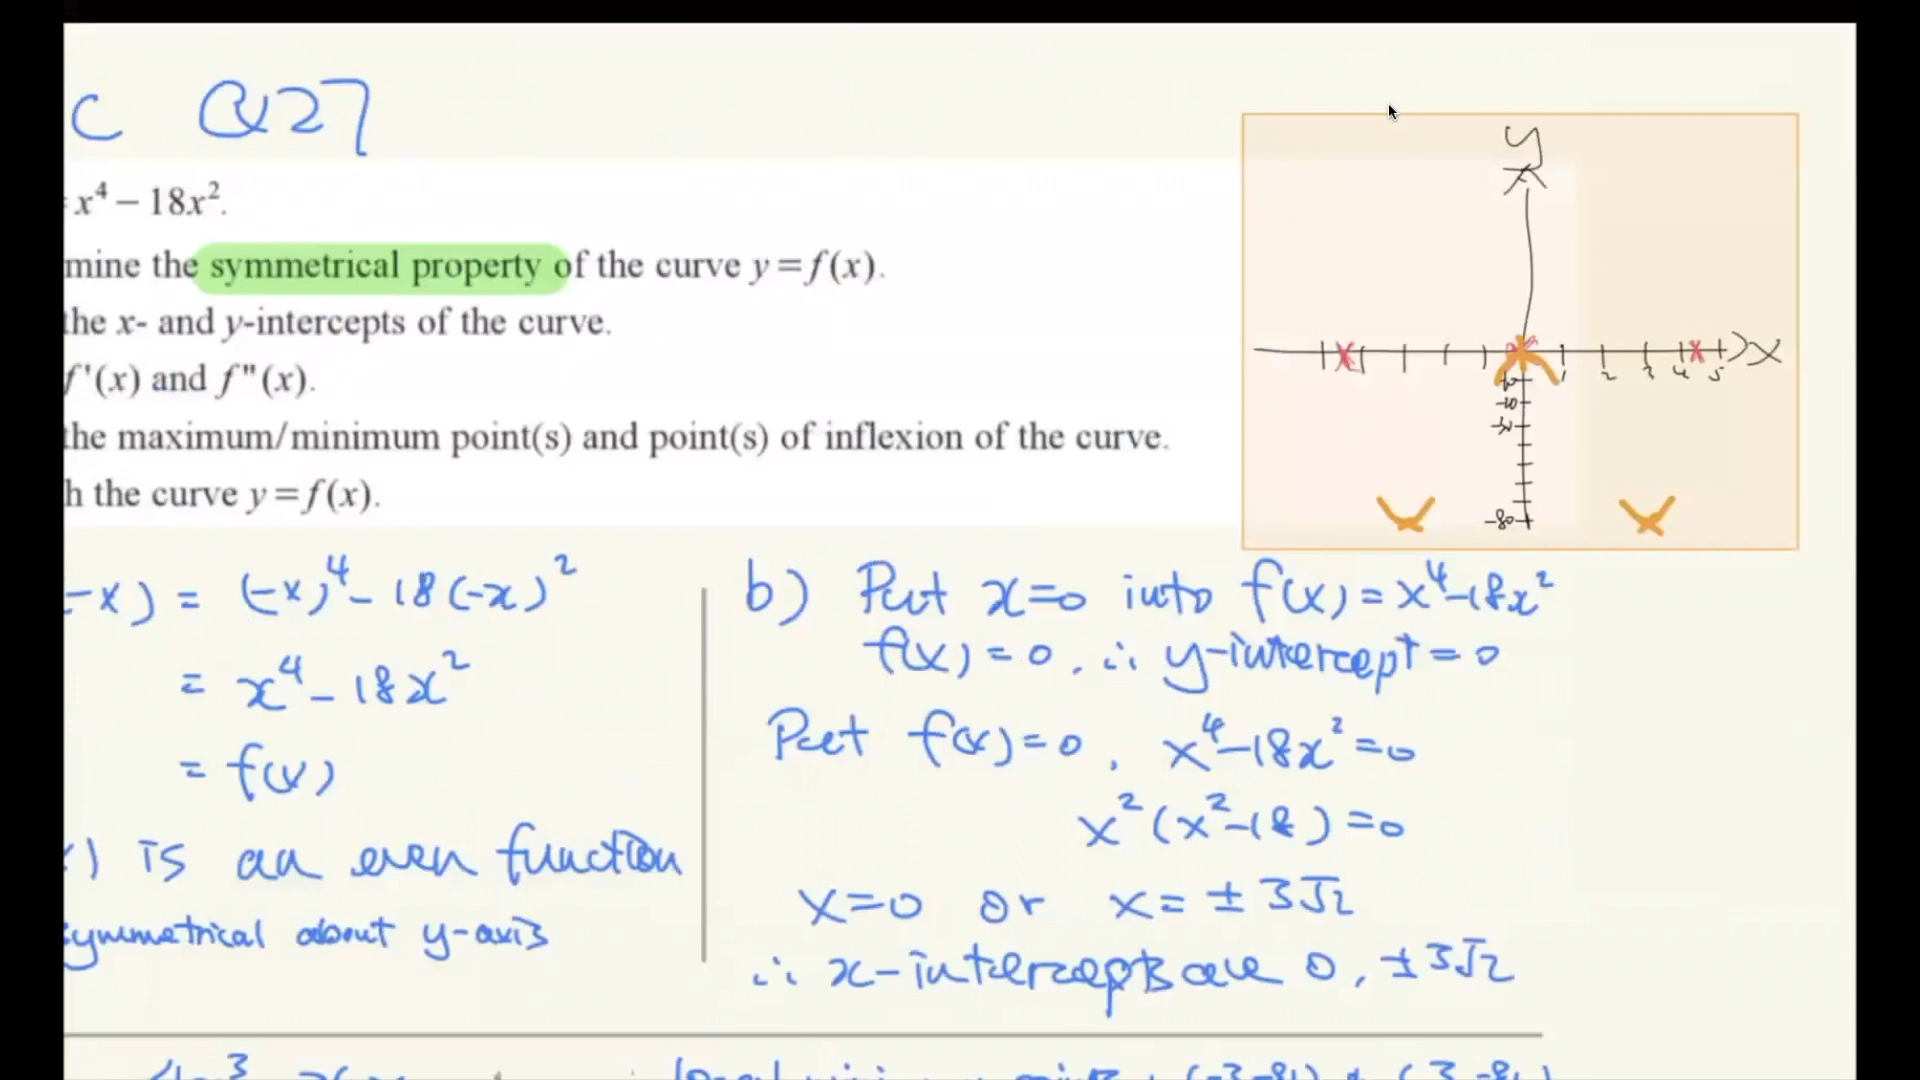 C Q27
x⁴ – 18x².
mine the symmetrical property of the curve y = f(x).
the x- and y-intercepts of the curve.
f'(x) and f"(x).
the maximum/minimum point(s) and point(s) of inflexion of the curve.
h the curve y = f(x).
y
x
1 2 3 4 5
-80
-x) = (-x)⁴ - 18(-x)²
= x⁴ - 18x²
= f(x)
) is an even function
symmetrical about y-axis
b) Put x=0 into f(x) = x⁴-18x²
f(x) = 0, ∴ y-intercept = 0
Put f(x)=0, x⁴-18x²=0
x²(x²-18)=0
x=0 or x= ±3√2
∴ x-intercepts are 0, ±3√2